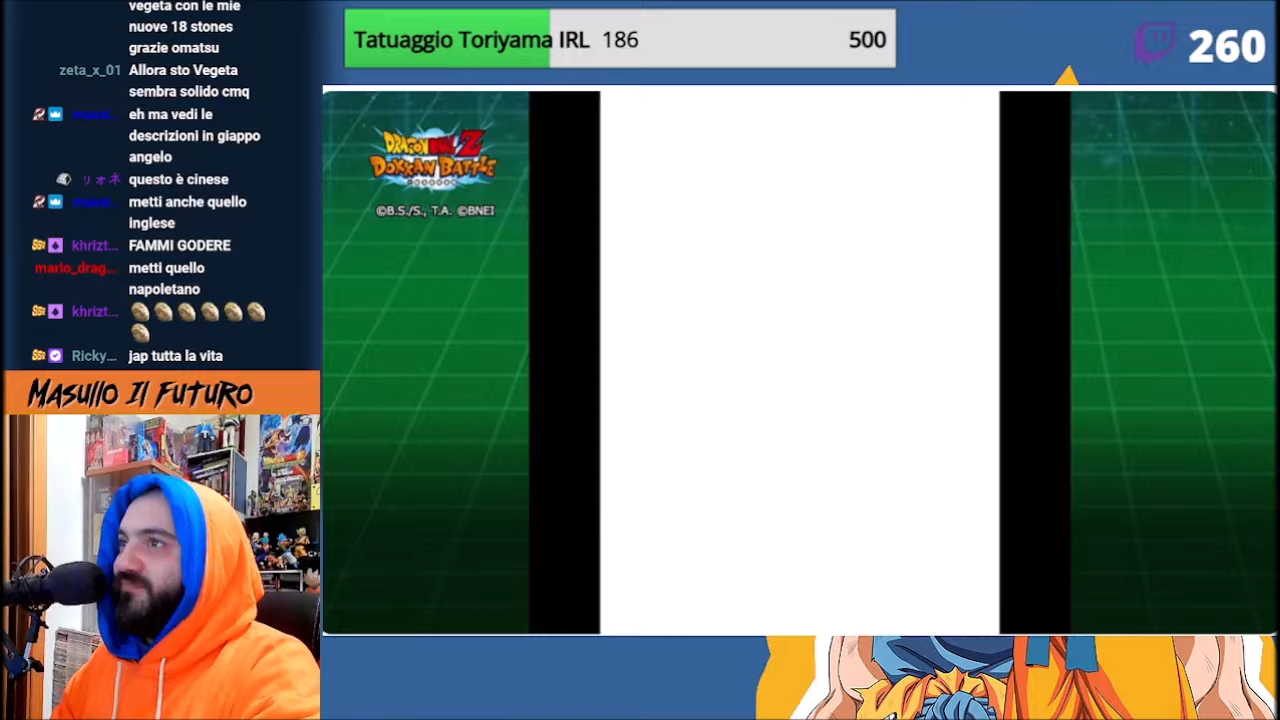 vegeta con le mie
nuove 18 stones
grazie omatsu
zeta_x_01 Allora sto Vegeta
sembra solido cmq
eh ma vedi le
descrizioni in giappo
angelo
リオネ questo è cinese
metti anche quello
inglese
khrizt... FAMMI GODERE
mario_drag... metti quello
napoletano
khrizt...
Ricky... jap tutta la vita
Masullo Il Futuro
Tatuaggio Toriyama IRL 186 500
260
DRAGON BALL Z
DOKKAN BATTLE
©B.S./S., T.A. ©BNEI